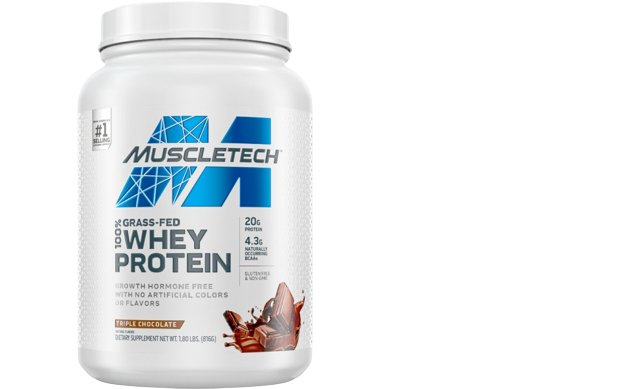 #1
SELLING
MUSCLETECH™
100%
GRASS-FED
WHEY
PROTEIN
20G
PROTEIN
4.3G
NATURALLY
OCCURRING
BCAAs
GLUTEN FREE
& NON-GMO
GROWTH HORMONE FREE
WITH NO ARTIFICIAL COLORS
OR FLAVORS
TRIPLE CHOCOLATE
DIETARY SUPPLEMENT NET WT. 1.80 LBS. (816G)